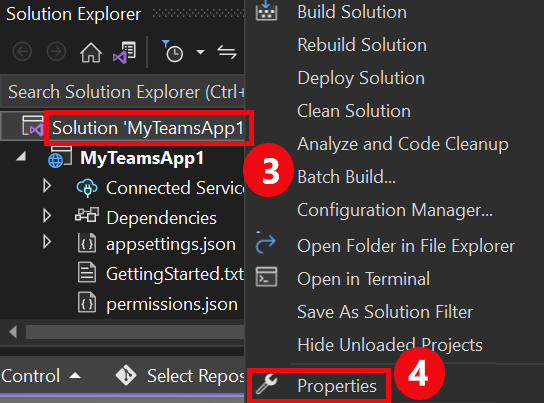 Solution Explorer
Search Solution Explorer (Ctrl+
Solution 'MyTeamsApp1
MyTeamsApp1
Connected Service
Dependencies
appsettings.json
GettingStarted.txt
permissions.json
Control
Select Repos
Build Solution
Rebuild Solution
Deploy Solution
Clean Solution
Analyze and Code Cleanup
3
Batch Build...
Configuration Manager...
Open Folder in File Explorer
Open in Terminal
Save As Solution Filter
Hide Unloaded Projects
4
Properties